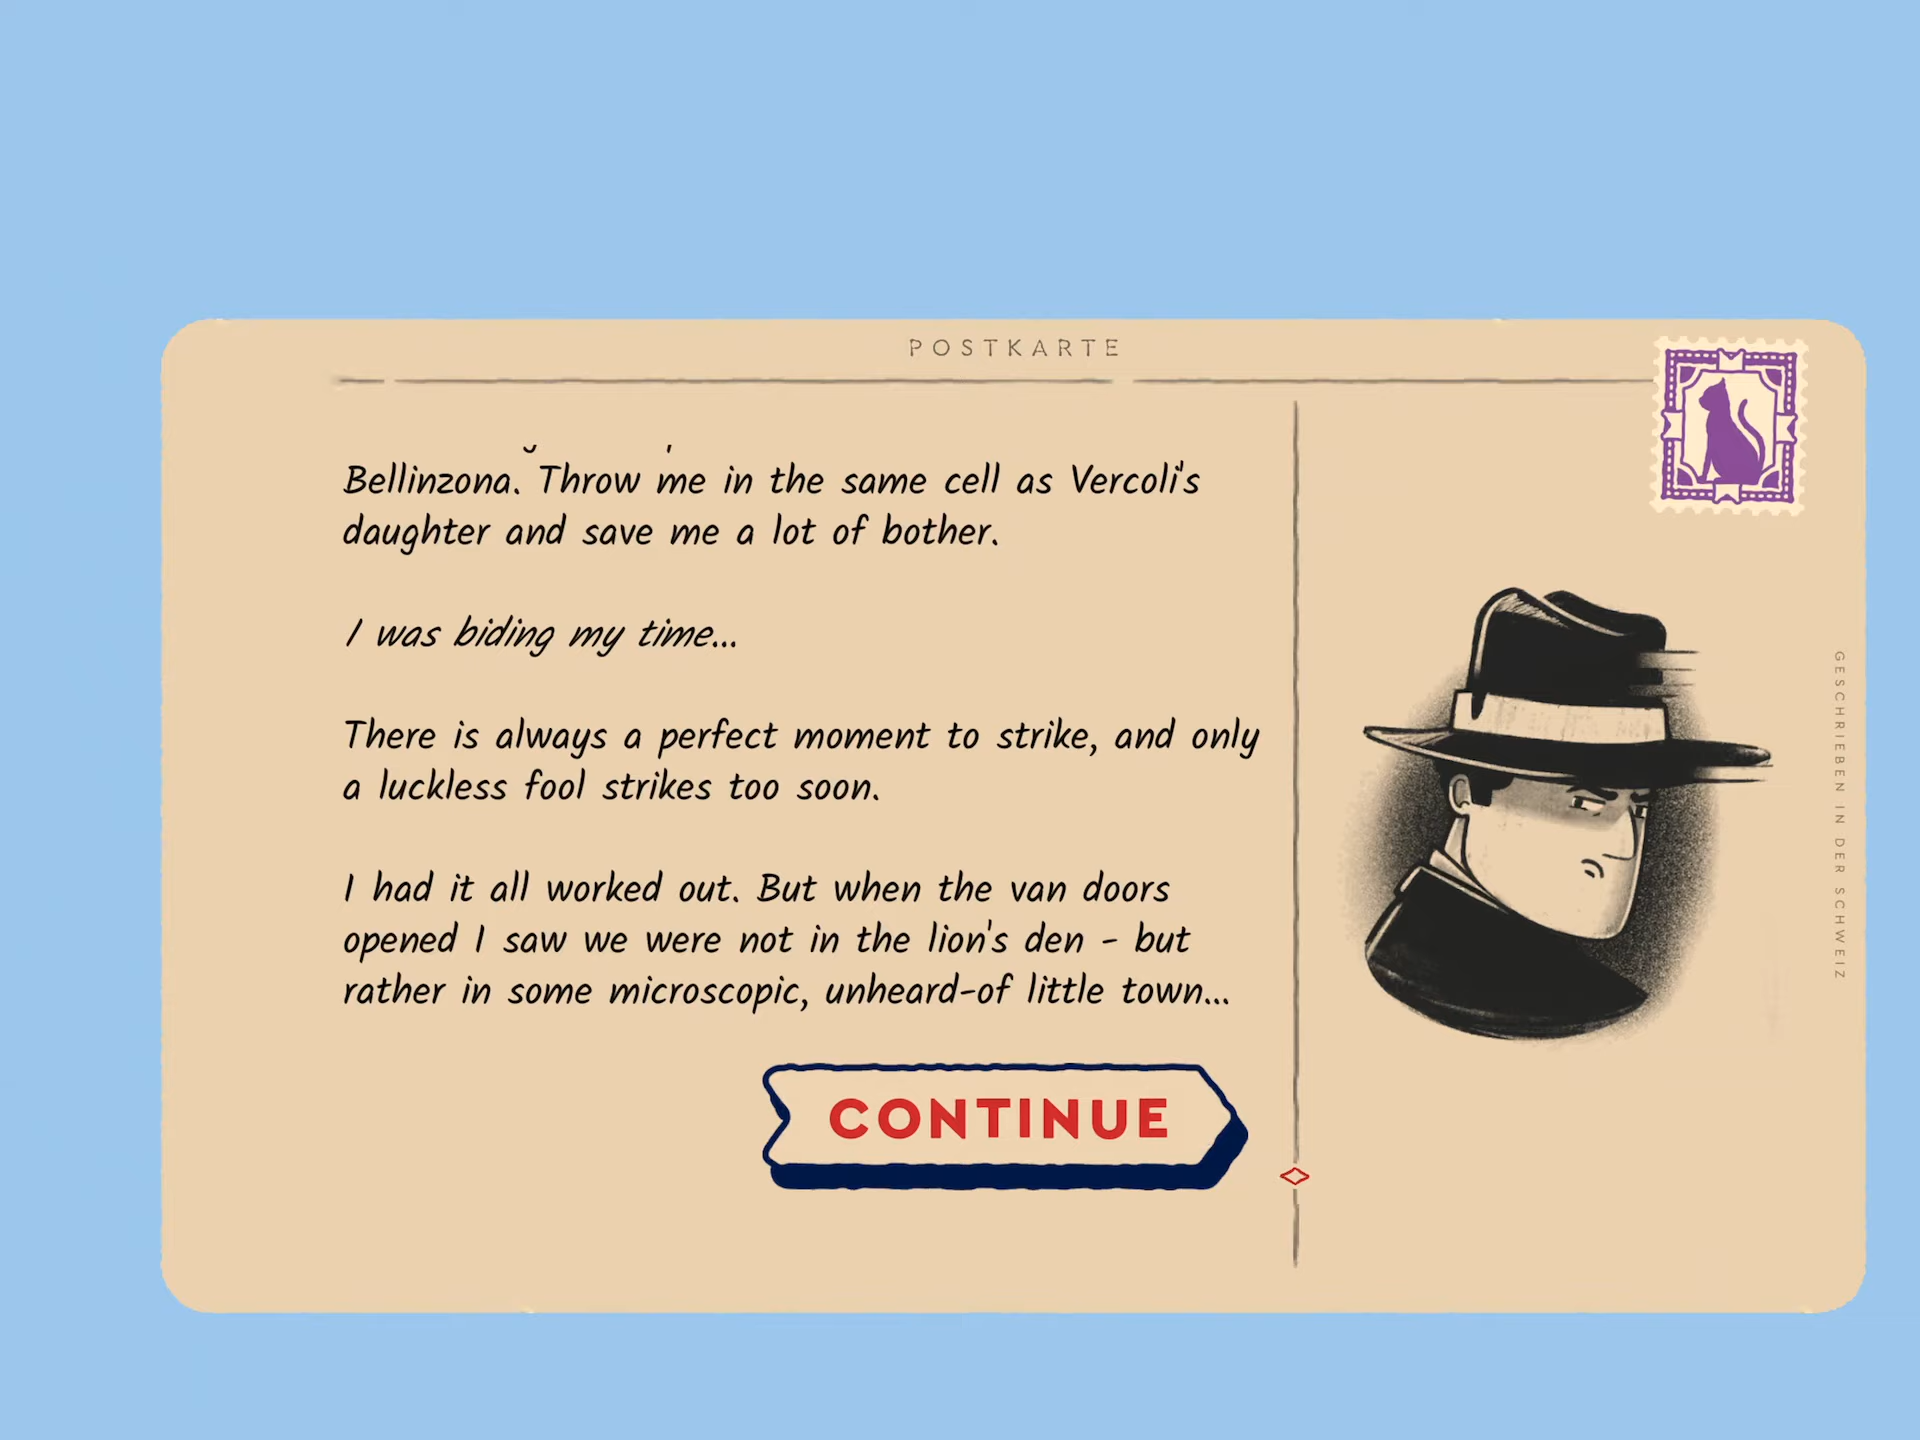 POSTKARTE
Bellinzona. Throw me in the same cell as Vercoli's
daughter and save me a lot of bother.
I was biding my time...
There is always a perfect moment to strike, and only
a luckless fool strikes too soon.
I had it all worked out. But when the van doors
opened I saw we were not in the lion's den - but
rather in some microscopic, unheard-of little town...
CONTINUE
GESCHRIEBEN IN DER SCHWEIZ